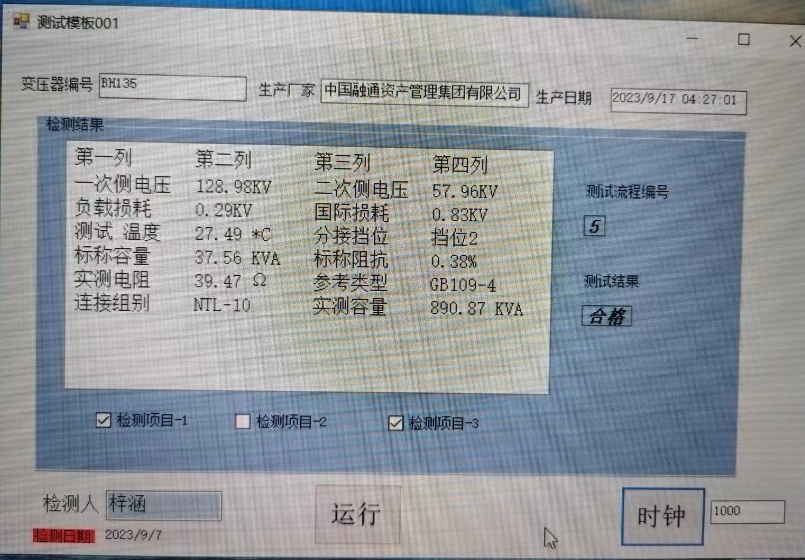 测试模板001
变压器编号 BH135 生产厂家 中国融通资产管理集团有限公司 生产日期 2023/9/17 04:27:01
检测结果
第一列 第二列 第三列 第四列
一次侧电压 128.98KV 二次侧电压 57.96KV
负载损耗 0.29KV 国际损耗 0.83KV
测试 温度 27.49 *C 分接挡位 挡位2
标称容量 37.56 KVA 标称阻抗 0.38%
实测电阻 39.47 Ω 参考类型 GB109-4
连接组别 NTL-10 实测容量 890.87 KVA
测试流程编号
5
测试结果
合格
检测项目-1 检测项目-2 检测项目-3
检测人 梓涵 运行 时钟 1000
检测日期 2023/9/7